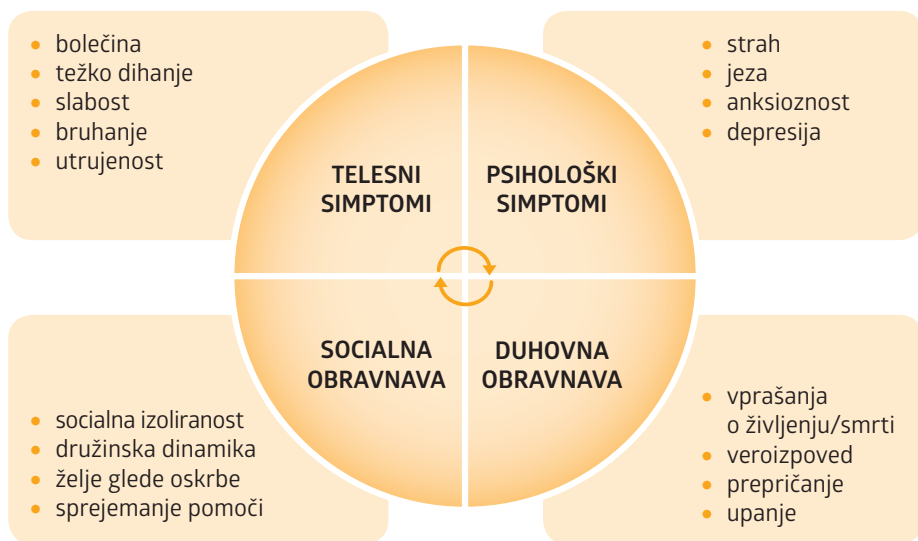 • bolečina
• težko dihanje
• slabost
• bruhanje
• utrujenost
• strah
• jeza
• anksioznost
• depresija
TELESNI
SIMPTOMI
PSIHOLOŠKI
SIMPTOMI
SOCIALNA
OBRAVNAVA
DUHOVNA
OBRAVNAVA
• socialna izoliranost
• družinska dinamika
• želje glede oskrbe
• sprejemanje pomoči
• vprašanja
o življenju/smrti
• veroizpoved
• prepričanje
• upanje